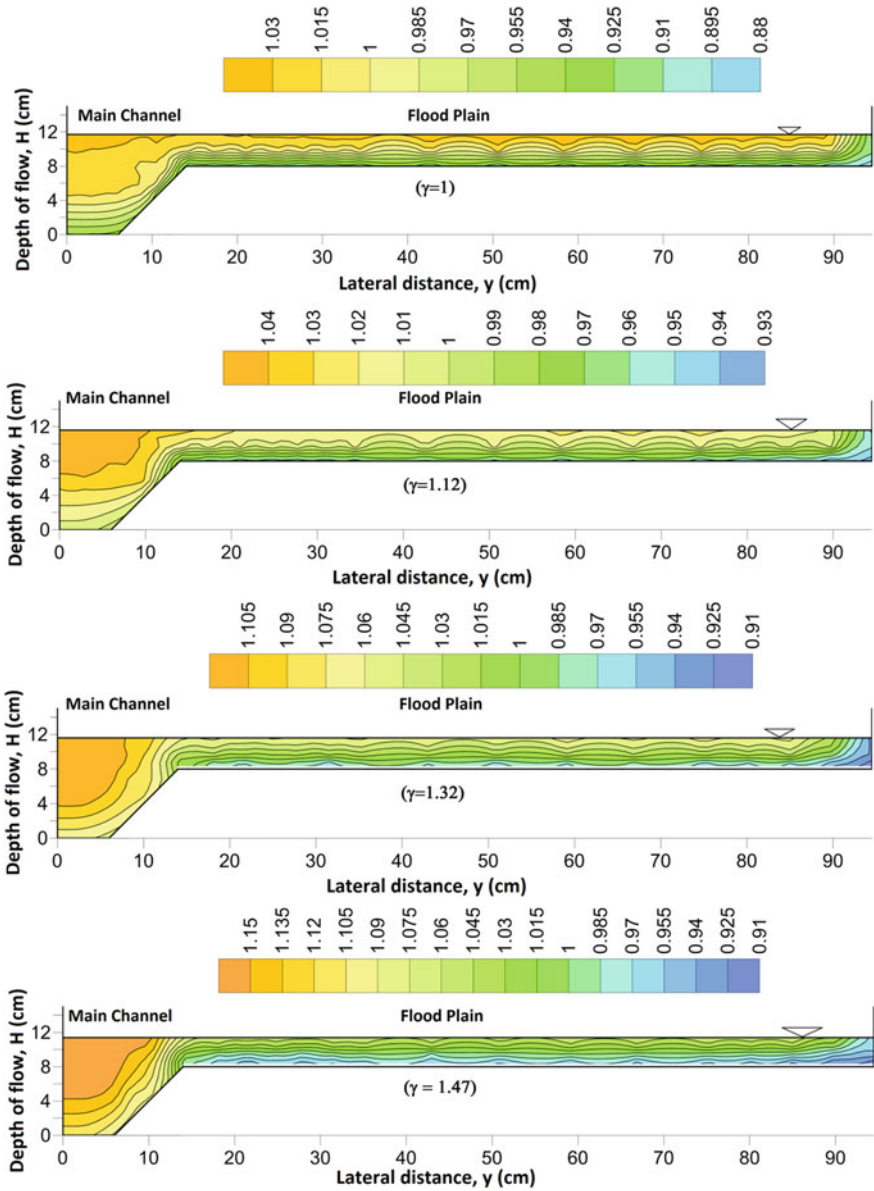 1.03 1.015 1 0.985 0.97 0.955 0.94 0.925 0.91 0.895 0.88
Main Channel Flood Plain
Depth of flow, H (cm)
12
8
4
0
(γ=1)
0 10 20 30 40 50 60 70 80 90
Lateral distance, y (cm)
1.04 1.03 1.02 1.01 1 0.99 0.98 0.97 0.96 0.95 0.94 0.93
Main Channel Flood Plain
Depth of flow, H (cm)
12
8
4
0
(γ=1.12)
0 10 20 30 40 50 60 70 80 90
Lateral distance, y (cm)
1.105 1.09 1.075 1.06 1.045 1.03 1.015 1 0.985 0.97 0.955 0.94 0.925 0.91
Main Channel Flood Plain
Depth of flow, H (cm)
12
8
4
0
(γ=1.32)
0 10 20 30 40 50 60 70 80 90
Lateral distance, y (cm)
1.15 1.135 1.12 1.105 1.09 1.075 1.06 1.045 1.03 1.015 1 0.985 0.97 0.955 0.94 0.925 0.91
Main Channel Flood Plain
Depth of flow, H (cm)
12
8
4
0
(γ = 1.47)
0 10 20 30 40 50 60 70 80 90
Lateral distance, y (cm)